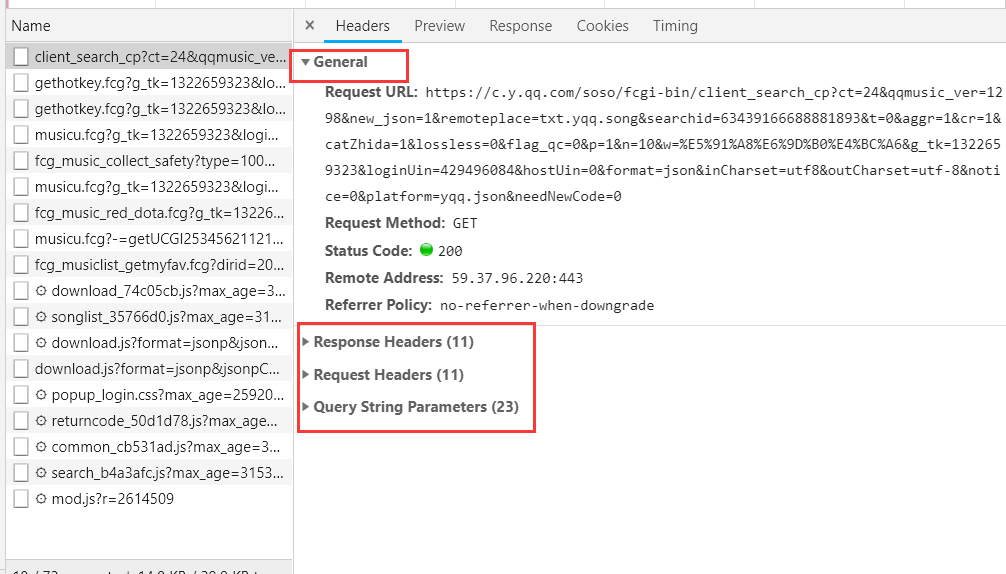 Name
client_search_cp?ct=24&qqmusic_ve...
gethotkey.fcg?g_tk=1322659323&lo...
gethotkey.fcg?g_tk=1322659323&lo...
musicu.fcg?g_tk=1322659323&logi...
fcg_music_collect_safety?type=100...
musicu.fcg?g_tk=1322659323&logi...
fcg_music_red_dota.fcg?g_tk=13226...
musicu.fcg?-=getUCGI25345621121...
fcg_musiclist_getmyfav.fcg?dirid=20...
download_74c05cb.js?max_age=3...
songlist_35766d0.js?max_age=31...
download.js?format=jsonp&json...
download.js?format=jsonp&jsonpC...
popup_login.css?max_age=25920...
returncode_50d1d78.js?max_age...
common_cb531ad.js?max_age=3...
search_b4a3afc.js?max_age=3153...
mod.js?r=2614509
× Headers Preview Response Cookies Timing
General
Request URL: https://c.y.qq.com/soso/fcgi-bin/client_search_cp?ct=24&qqmusic_ver=12
98&new_json=1&remoteplace=txt.yqq.song&searchid=63439166688881893&t=0&aggr=1&cr=1&
catZhida=1&lossless=0&flag_qc=0&p=1&n=10&w=%E5%91%A8%E6%9D%B0%E4%BC%A6&g_tk=132265
9323&loginUin=429496084&hostUin=0&format=json&inCharset=utf8&outCharset=utf-8&noti
ce=0&platform=yqq.json&needNewCode=0
Request Method: GET
Status Code: 200
Remote Address: 59.37.96.220:443
Referrer Policy: no-referrer-when-downgrade
Response Headers (11)
Request Headers (11)
Query String Parameters (23)